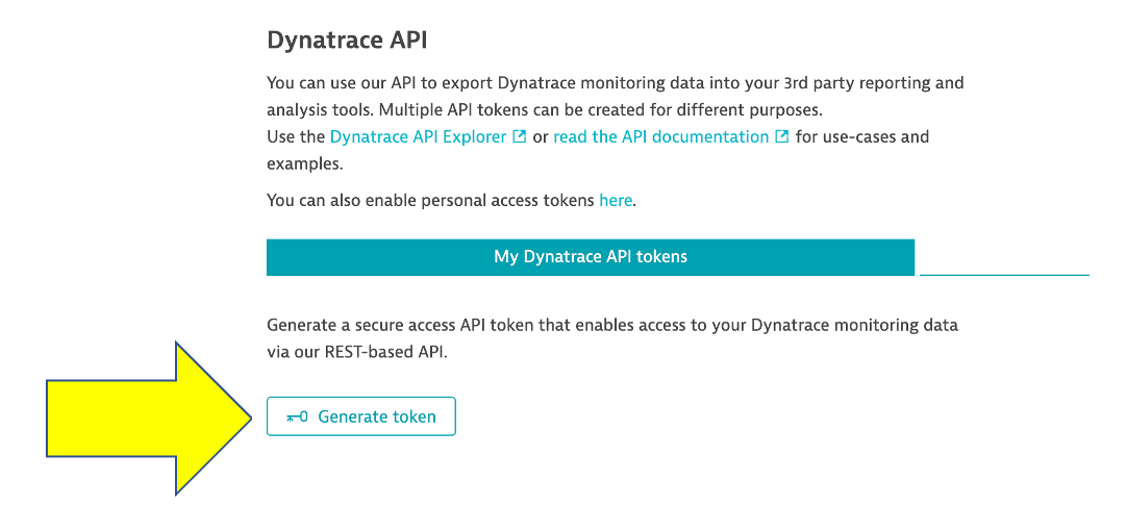 Dynatrace API
You can use our API to export Dynatrace monitoring data into your 3rd party reporting and
analysis tools. Multiple API tokens can be created for different purposes.
Use the Dynatrace API Explorer or read the API documentation for use-cases and
examples.
You can also enable personal access tokens here.
My Dynatrace API tokens
Generate a secure access API token that enables access to your Dynatrace monitoring data
via our REST-based API.
Generate token